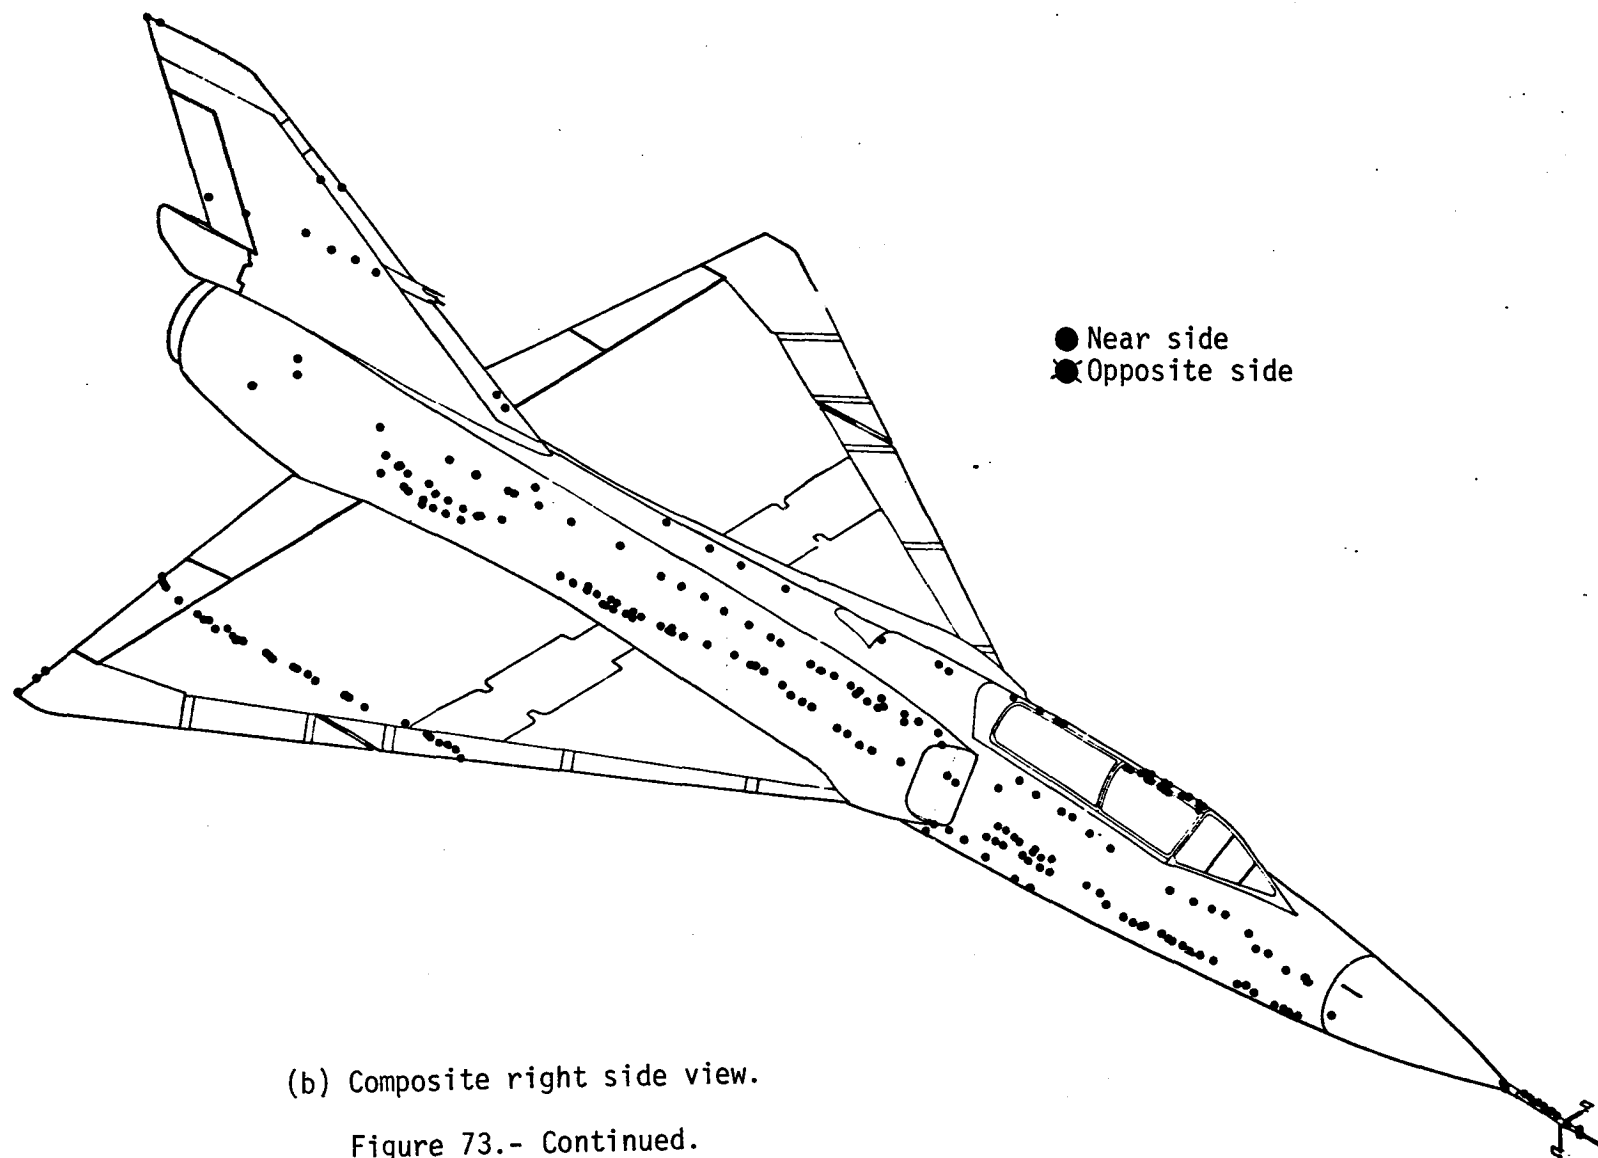 Near side
Opposite side
(b) Composite right side view.
Figure 73.- Continued.